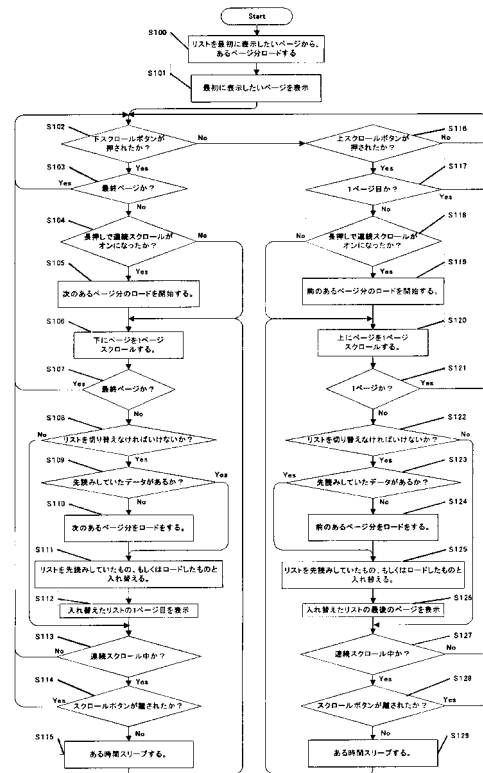 Start
S100
リストを最初に表示したいページから、
あるページ分ロードする
S101
最初に表示したいページを表示
S102
下スクロールボタンが
押されたか？
No
Yes
S103
最終ページか？
Yes
No
S104
長押しで連続スクロールが
オンになったか？
No
Yes
S105
次のあるページ分のロードを開始する。
S106
下にページを1ページ
スクロールする。
S107
最終ページか？
Yes
No
S108
リストを切り替えなければいけないか？
No
Yes
S109
先読みしていたデータがあるか？
Yes
No
S110
次のあるページ分をロードをする。
S111
リストを先読みしていたもの、もしくはロードしたものと
入れ替える。
S112
入れ替えたリストの1ページ目を表示
S113
連続スクロール中か？
No
Yes
S114
スクロールボタンが離されたか？
Yes
No
S115
ある時間スリープする。
S116
上スクロールボタンが
押されたか？
No
Yes
S117
1ページ目か？
Yes
No
S118
長押しで連続スクロールが
オンになったか？
No
Yes
S119
前のあるページ分のロードを開始する。
S120
上にページを1ページ
スクロールする。
S121
1ページか？
Yes
No
S122
リストを切り替えなければいけないか？
No
Yes
S123
先読みしていたデータがあるか？
Yes
No
S124
前のあるページ分をロードをする。
S125
リストを先読みしていたもの、もしくはロードしたものと
入れ替える。
S126
入れ替えたリストの最後のページを表示
S127
連続スクロール中か？
No
Yes
S128
スクロールボタンが離されたか？
Yes
No
S129
ある時間スリープする。